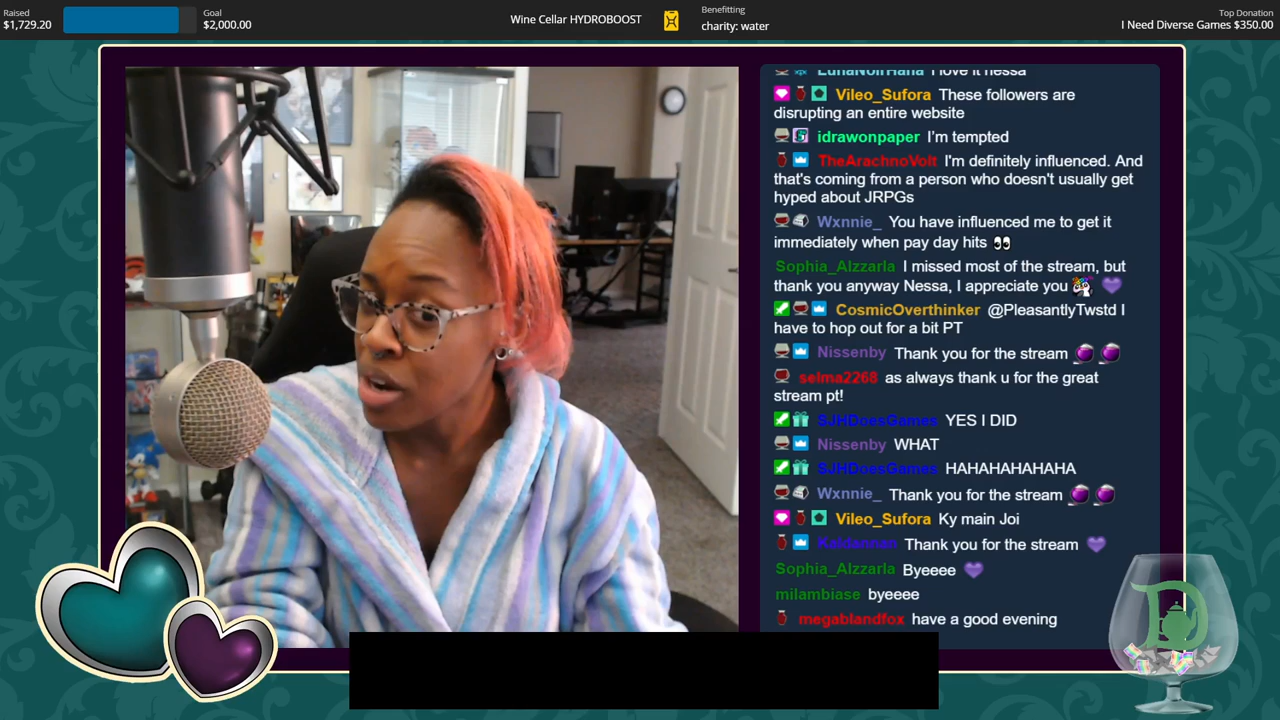 Raised
$1,729.20
Goal
$2,000.00
Wine Cellar HYDROBOOST
Benefitting
charity: water
Top Donation
I Need Diverse Games $350.00
LunaNoirHana I love it nessa
Vileo_Sufora These followers are
disrupting an entire website
idrawonpaper I'm tempted
TheArachnoVolt I'm definitely influenced. And
that's coming from a person who doesn't usually get
hyped about JRPGs
Wxnnie_ You have influenced me to get it
immediately when pay day hits 👀
Sophia_Alzzarla I missed most of the stream, but
thank you anyway Nessa, I appreciate you 💜
CosmicOverthinker @PleasantlyTwstd I
have to hop out for a bit PT
Nissenby Thank you for the stream
selma2268 as always thank u for the great
stream pt!
SJHDoesGames YES I DID
Nissenby WHAT
SJHDoesGames HAHAHAHAHAHA
Wxnnie_ Thank you for the stream
Vileo_Sufora Ky main Joi
Kaldannan Thank you for the stream 💜
Sophia_Alzzarla Byeeee 💜
milambiase byeeee
megablandfox have a good evening